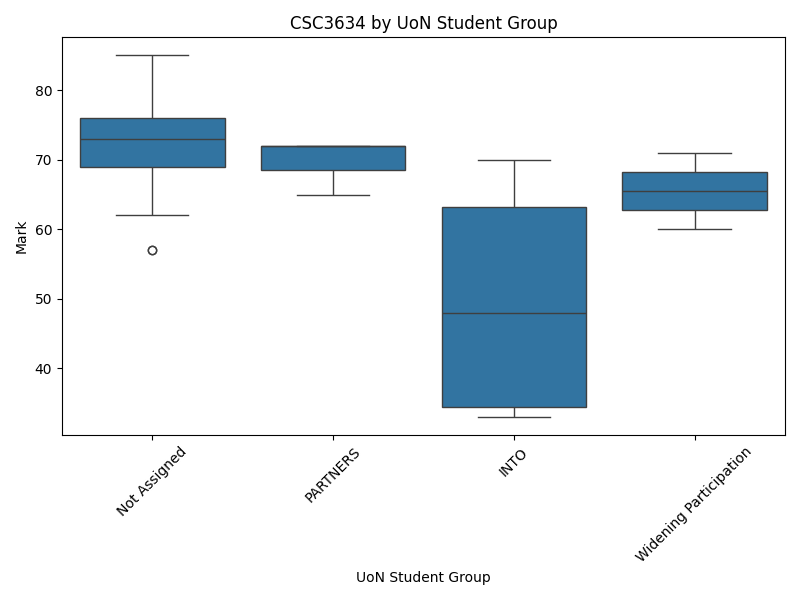 CSC3634 by UoN Student Group
Mark
80
70
60
50
40
Not Assigned
PARTNERS
INTO
Widening Participation
UoN Student Group